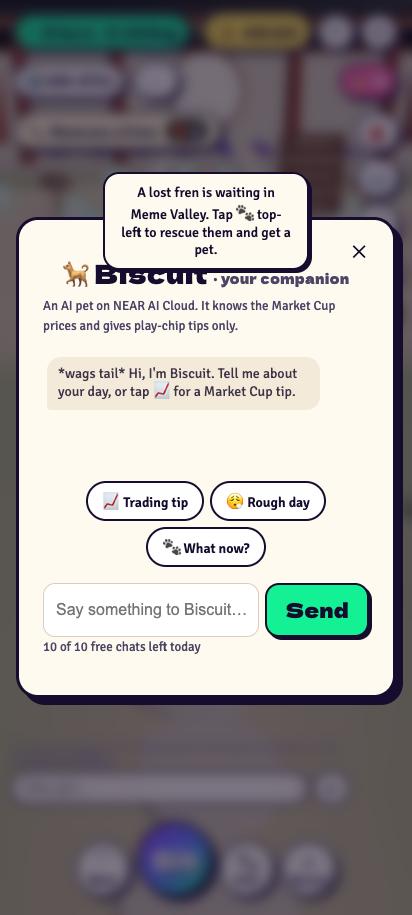 A lost fren is waiting in
Meme Valley. Tap 🐾 top-
left to rescue them and get a
pet.
🐕 Biscuit · your companion
An AI pet on NEAR AI Cloud. It knows the Market Cup
prices and gives play-chip tips only.
*wags tail* Hi, I'm Biscuit. Tell me about
your day, or tap 📈 for a Market Cup tip.
📈 Trading tip
😮‍💨 Rough day
🐾 What now?
Say something to Biscuit...
Send
10 of 10 free chats left today